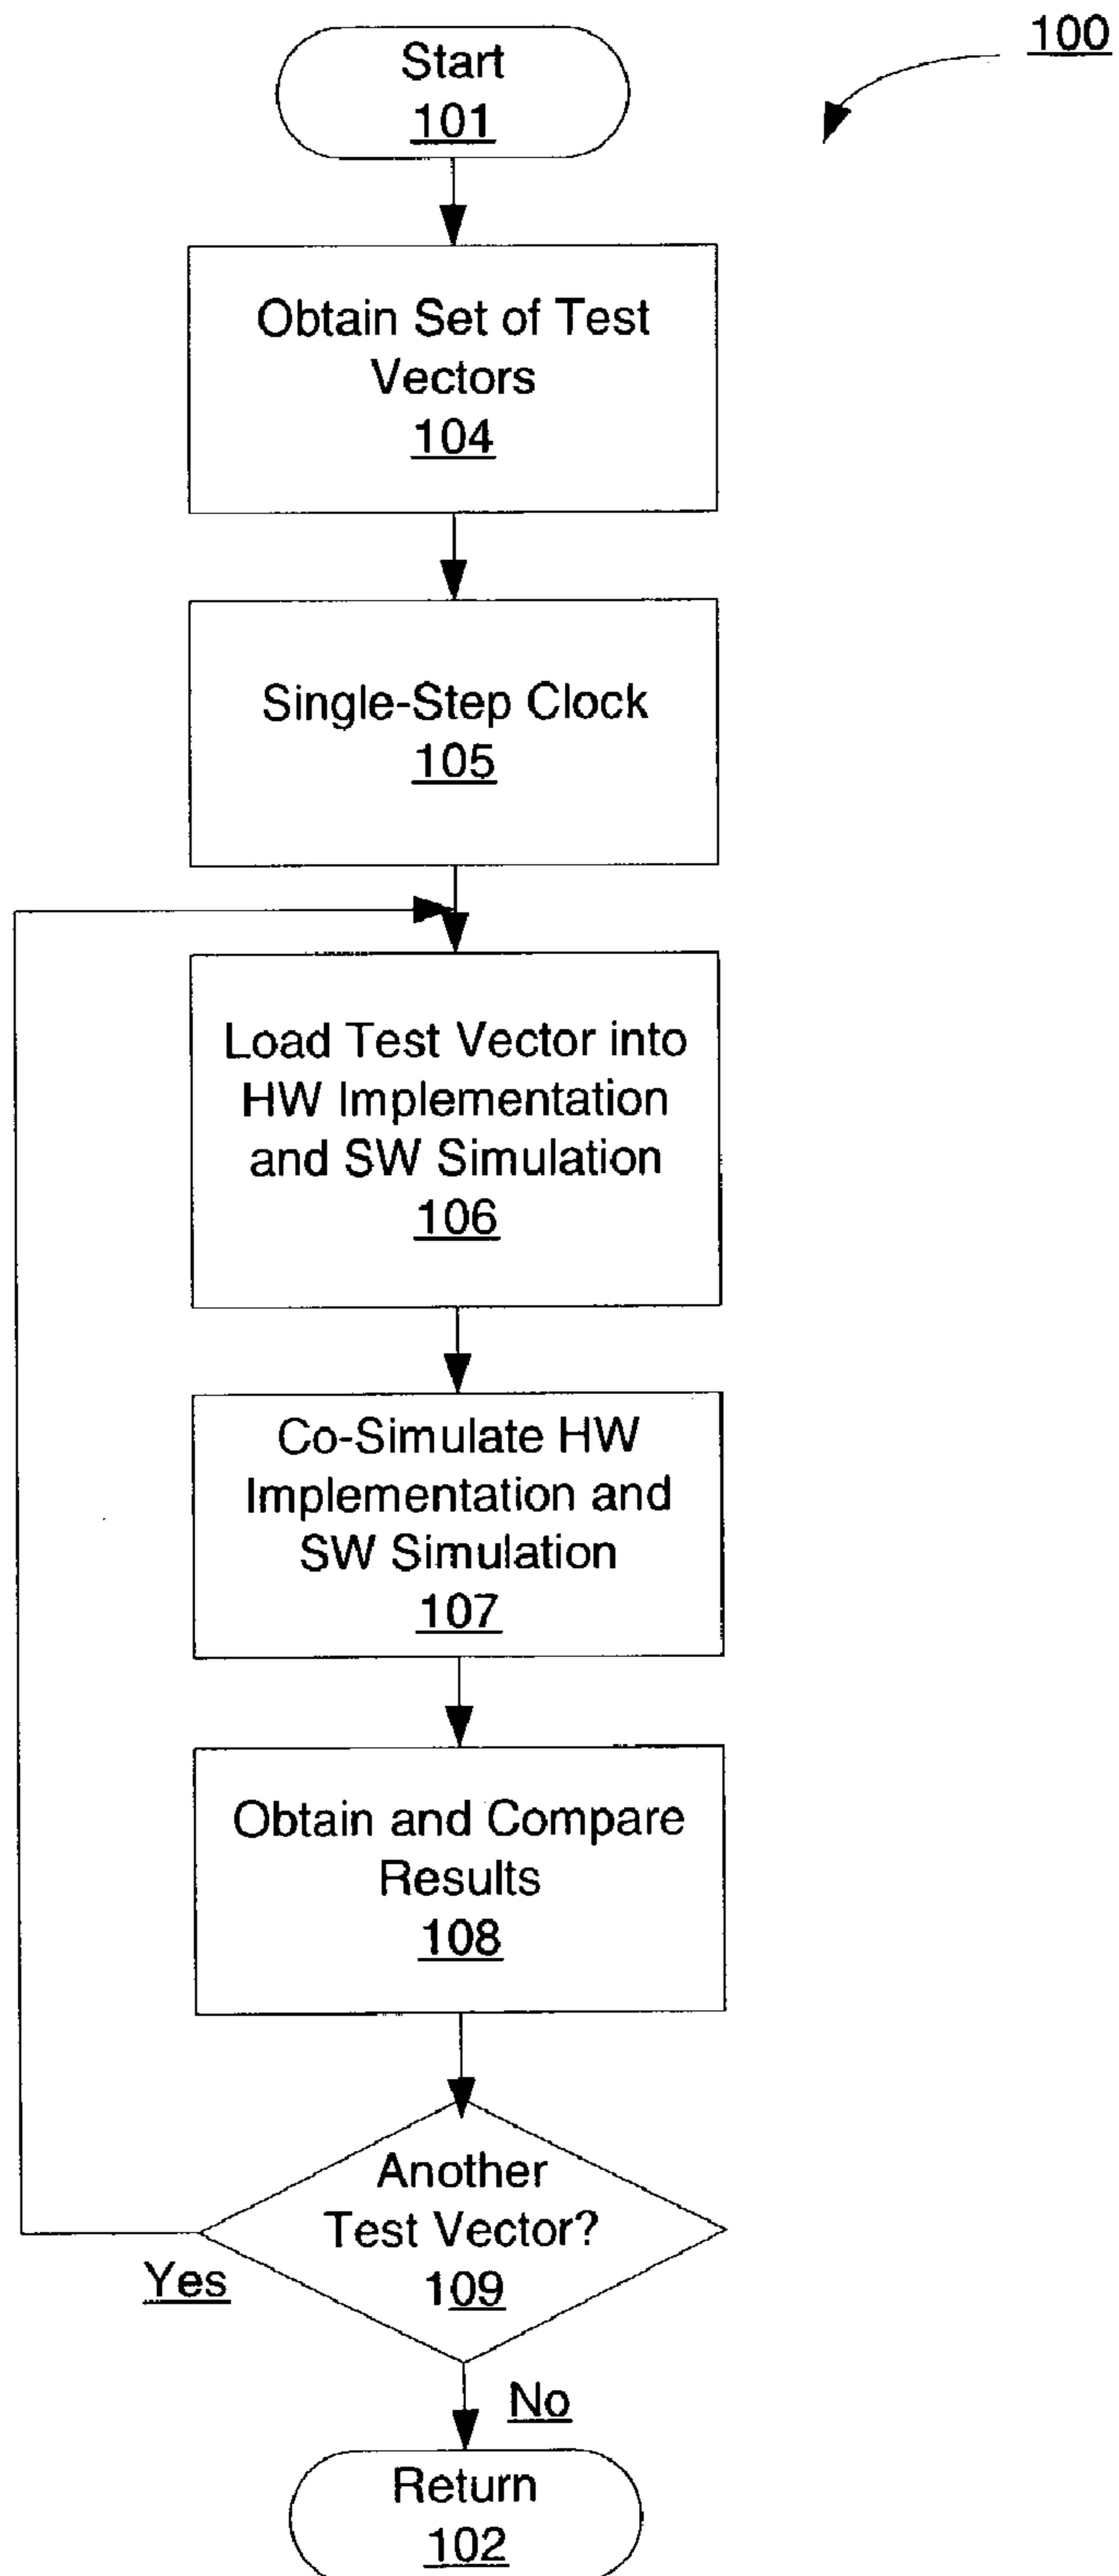 100
Start
101
Obtain Set of Test
Vectors
104
Single-Step Clock
105
Load Test Vector into
HW Implementation
and SW Simulation
106
Co-Simulate HW
Implementation and
SW Simulation
107
Obtain and Compare
Results
108
Another
Test Vector?
109
Yes
No
Return
102